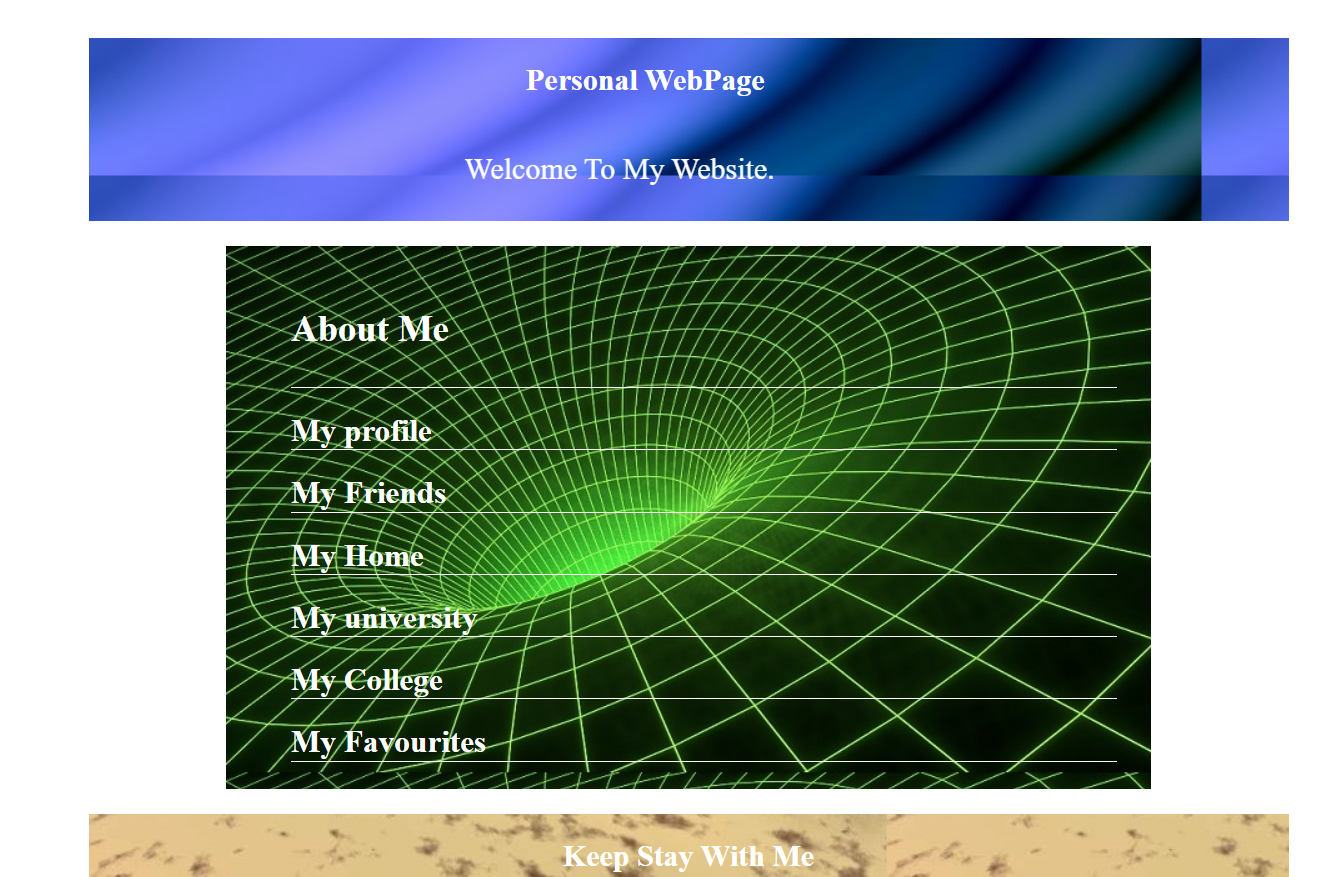 Personal WebPage
Welcome To My Website.
About Me
My profile
My Friends
My Home
My university
My College
My Favourites
Keep Stay With Me